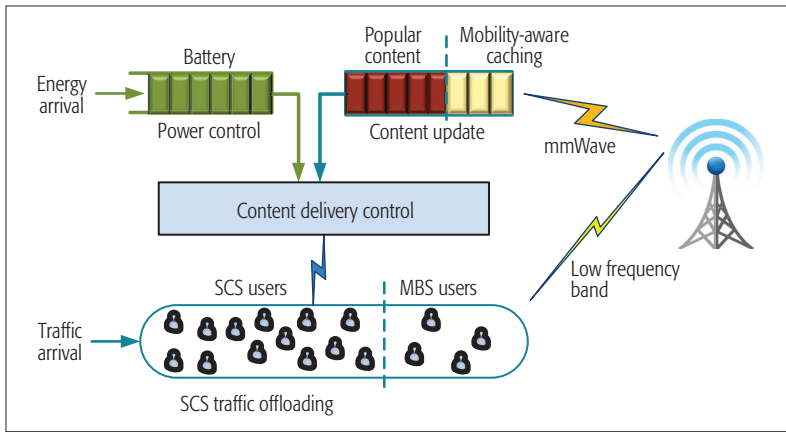 Battery
Popular
content
Mobility-aware
caching
Energy
arrival
Power control
Content update
mmWave
Content delivery control
Low frequency
band
SCS users
MBS users
Traffic
arrival
SCS traffic offloading